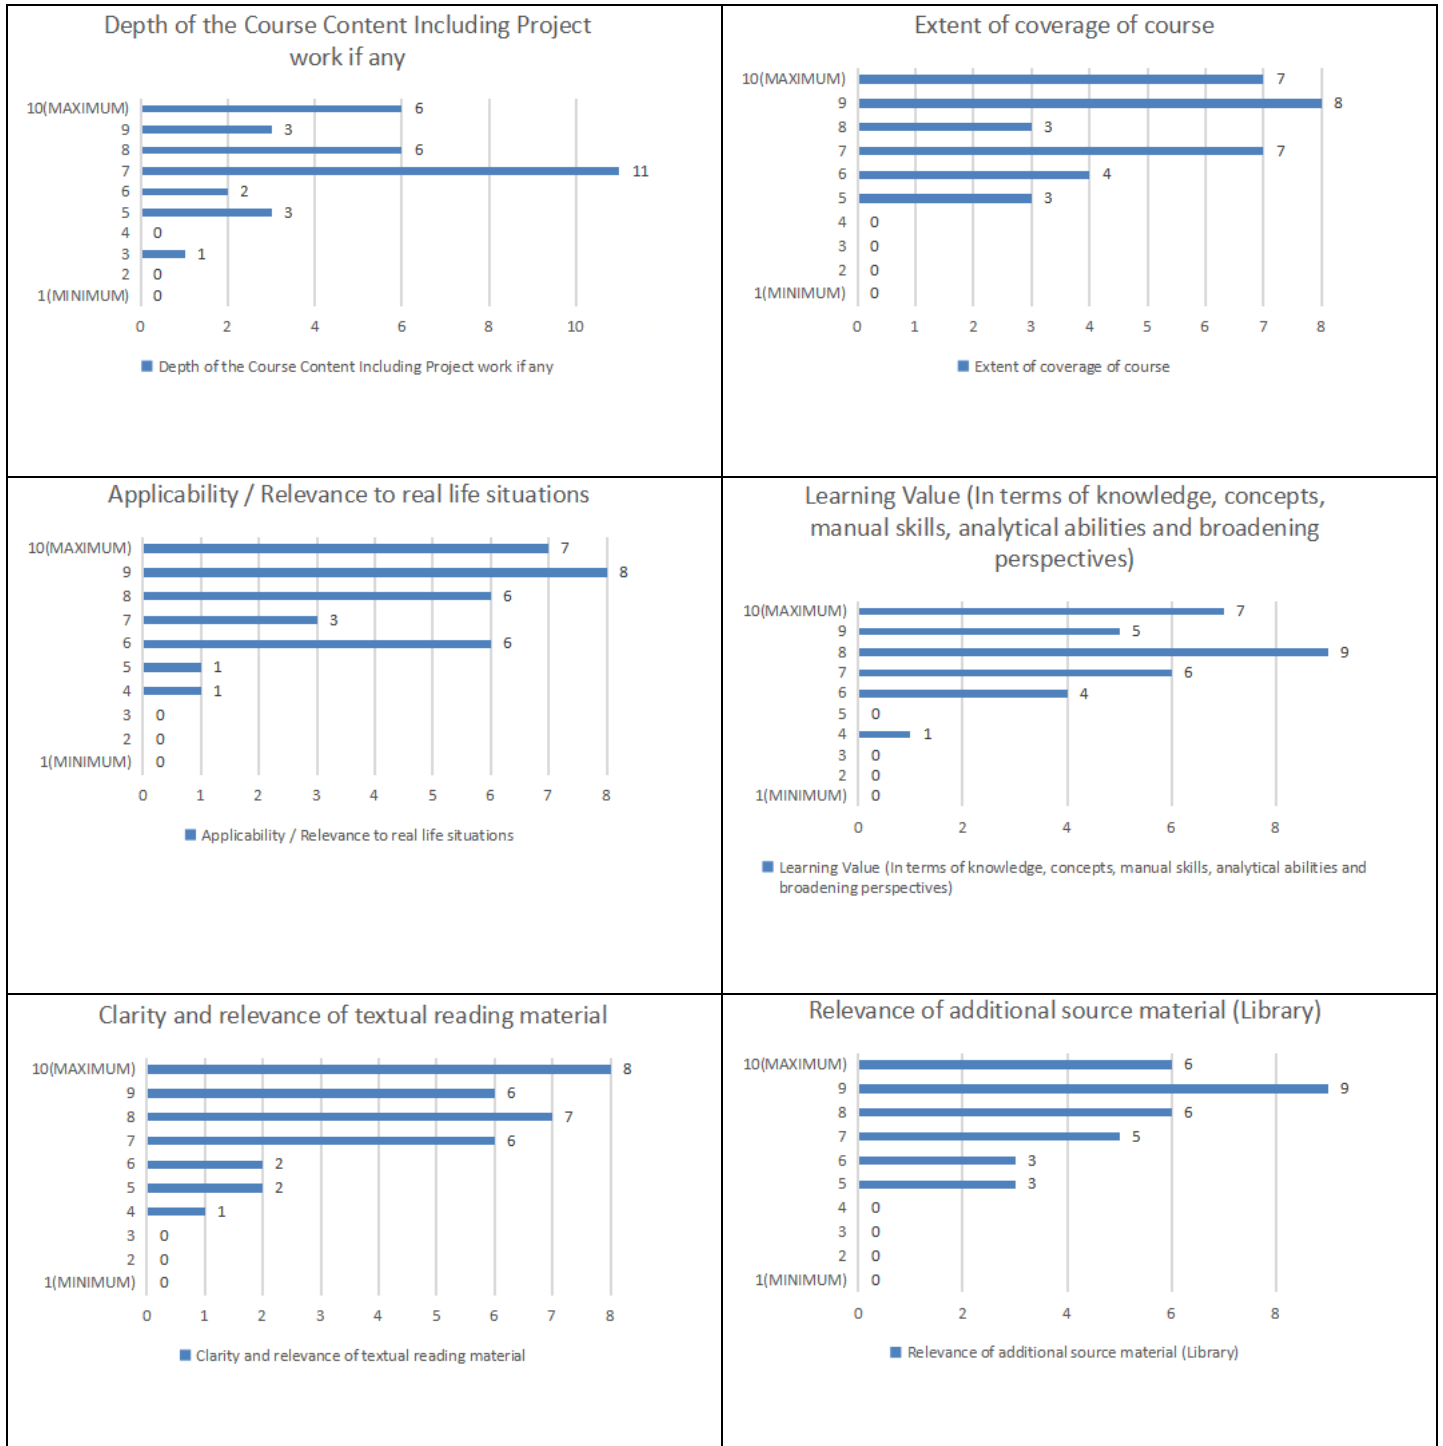 Depth of the Course Content Including Project
work if any
10(MAXIMUM) 6
9 3
8 6
7 11
6 2
5 3
4 0
3 1
2 0
1(MINIMUM) 0
0 2 4 6 8 10
Depth of the Course Content Including Project work if any
Extent of coverage of course
10(MAXIMUM) 7
9 8
8 3
7 7
6 4
5 3
4 0
3 0
2 0
1(MINIMUM) 0
0 1 2 3 4 5 6 7 8
Extent of coverage of course
Applicability / Relevance to real life situations
10(MAXIMUM) 7
9 8
8 6
7 3
6 6
5 1
4 1
3 0
2 0
1(MINIMUM) 0
0 1 2 3 4 5 6 7 8
Applicability / Relevance to real life situations
Learning Value (In terms of knowledge, concepts,
manual skills, analytical abilities and broadening
perspectives)
10(MAXIMUM) 7
9 5
8 9
7 6
6 4
5 0
4 1
3 0
2 0
1(MINIMUM) 0
0 2 4 6 8
Learning Value (In terms of knowledge, concepts, manual skills, analytical abilities and
broadening perspectives)
Clarity and relevance of textual reading material
10(MAXIMUM) 8
9 6
8 7
7 6
6 2
5 2
4 1
3 0
2 0
1(MINIMUM) 0
0 1 2 3 4 5 6 7 8
Clarity and relevance of textual reading material
Relevance of additional source material (Library)
10(MAXIMUM) 6
9 9
8 6
7 5
6 3
5 3
4 0
3 0
2 0
1(MINIMUM) 0
0 2 4 6 8
Relevance of additional source material (Library)